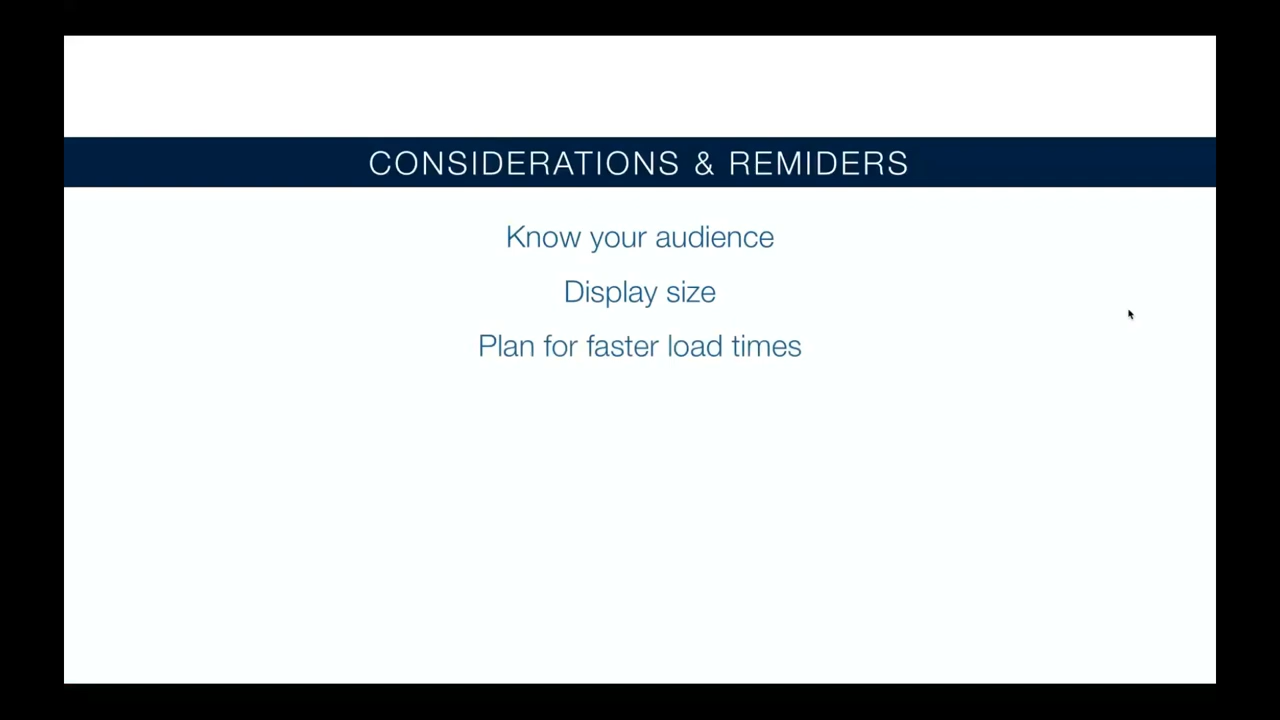 CONSIDERATIONS & REMIDERS
Know your audience
Display size
Plan for faster load times